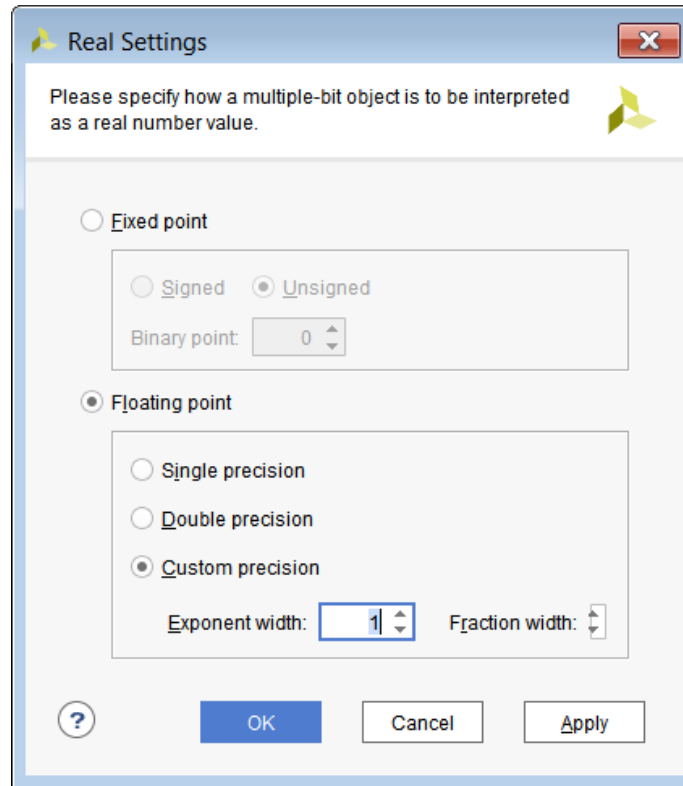 Real Settings
Please specify how a multiple-bit object is to be interpreted
as a real number value.
Fixed point
Signed Unsigned
Binary point: 0
Floating point
Single precision
Double precision
Custom precision
Exponent width: 1 Fraction width:
? OK Cancel Apply